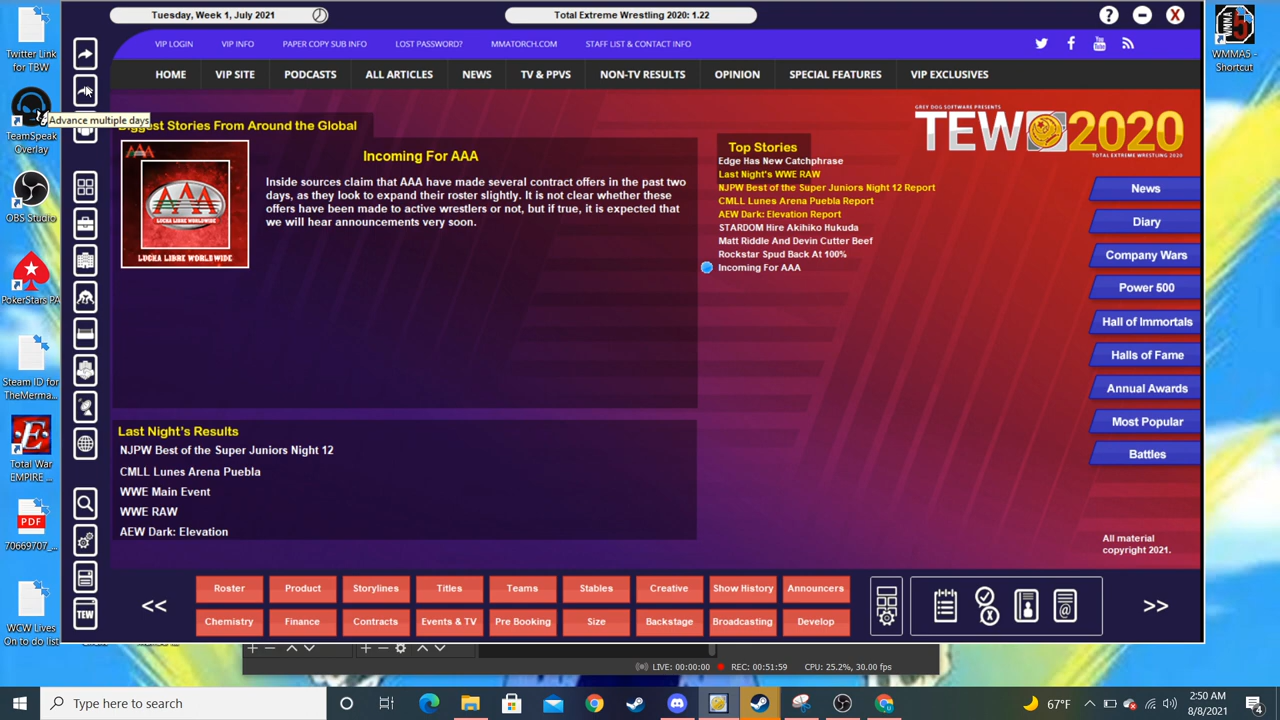 Tuesday, Week 1, July 2021
Total Extreme Wrestling 2020: 1.22
Twitter Link
for TBW
TeamSpeak
Overlay
OBS Studio
PokerStars PA
Steam ID for
TheMerma...
Total War
EMPIRE ...
70669707_...
WCW Lives
On to do list
WMMA5 -
Shortcut
VIP LOGIN
VIP INFO
PAPER COPY SUB INFO
LOST PASSWORD?
MMATORCH.COM
STAFF LIST & CONTACT INFO
HOME
VIP SITE
PODCASTS
ALL ARTICLES
NEWS
TV & PPVS
NON-TV RESULTS
OPINION
SPECIAL FEATURES
VIP EXCLUSIVES
Advance multiple days
Biggest Stories From Around the Global
AAA
LUCHA LIBRE WORLDWIDE
Incoming For AAA
Inside sources claim that AAA have made several contract offers in the past two
days, as they look to expand their roster slightly. It is not clear whether these
offers have been made to active wrestlers or not, but if true, it is expected that
we will hear announcements very soon.
Top Stories
Edge Has New Catchphrase
Last Night's WWE RAW
NJPW Best of the Super Juniors Night 12 Report
CMLL Lunes Arena Puebla Report
AEW Dark: Elevation Report
STARDOM Hire Akihiko Hukuda
Matt Riddle And Devin Cutter Beef
Rockstar Spud Back At 100%
Incoming For AAA
GREY DOG SOFTWARE PRESENTS
TEW 2020
TOTAL EXTREME WRESTLING 2020
News
Diary
Company Wars
Power 500
Hall of Immortals
Halls of Fame
Annual Awards
Most Popular
Battles
Last Night's Results
NJPW Best of the Super Juniors Night 12
CMLL Lunes Arena Puebla
WWE Main Event
WWE RAW
AEW Dark: Elevation
All material
copyright 2021.
TEW
<<
Roster
Product
Storylines
Titles
Teams
Stables
Creative
Show History
Announcers
Chemistry
Finance
Contracts
Events & TV
Pre Booking
Size
Backstage
Broadcasting
Develop
>>
LIVE: 00:00:00
REC: 00:51:59
CPU: 25.2%, 30.00 fps
Type here to search
67°F
2:50 AM
8/8/2021
4